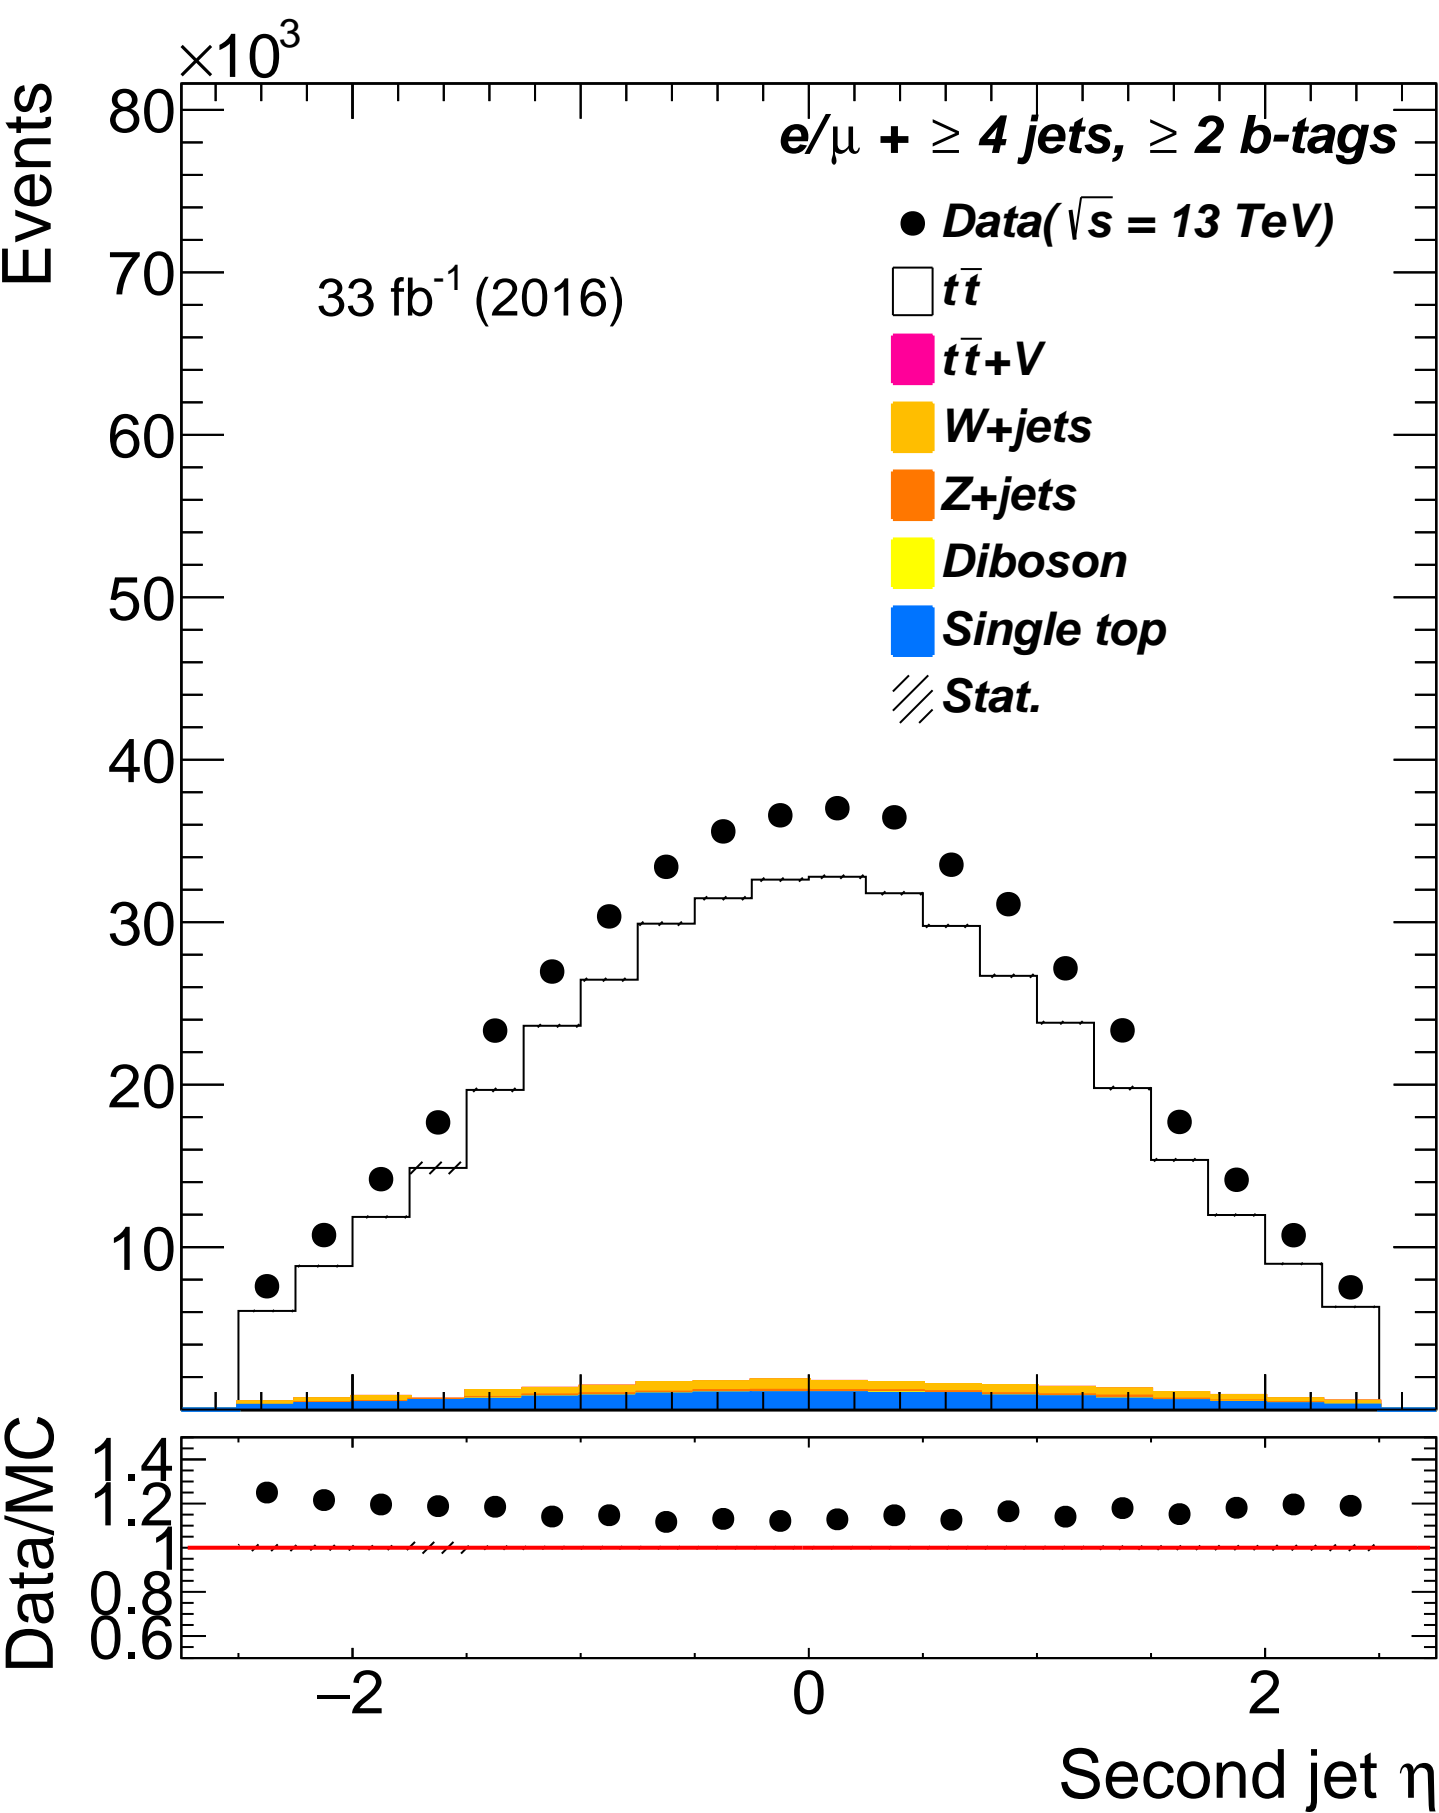 ×10³
Events
80
70
60
50
40
30
20
10
e/μ + ≥ 4 jets, ≥ 2 b-tags
33 fb⁻¹ (2016)
Data(√s = 13 TeV)
tt̅
tt̅+V
W+jets
Z+jets
Diboson
Single top
Stat.
Data/MC
1.4
1.2
1
0.8
0.6
−2 0 2
Second jet η